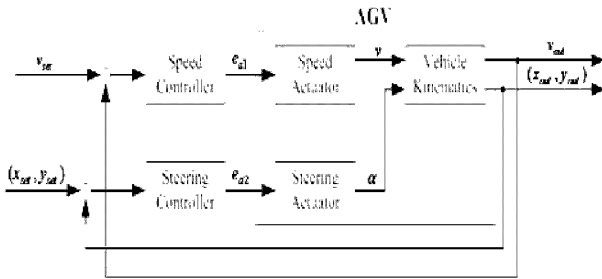 AGV
v_set
Speed
Controller
e_a1
Speed
Actuator
v
Vehicle
Kinematics
v_out
(x_out, y_out)
(x_set, y_set)
Steering
Controller
e_a2
Steering
Actuator
α